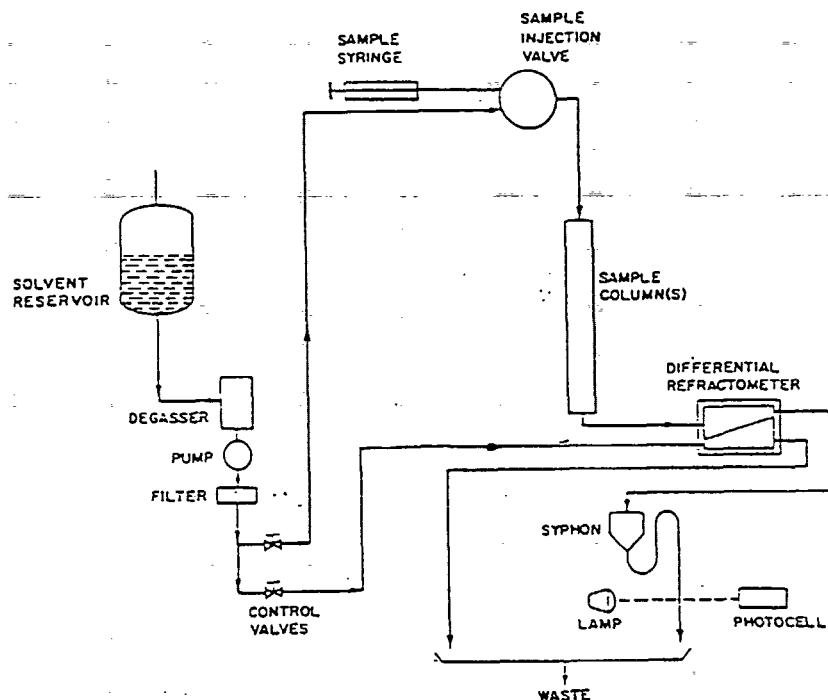 SAMPLE
SYRINGE
SAMPLE
INJECTION
VALVE
SOLVENT
RESERVOIR
SAMPLE
COLUMN(S)
DIFFERENTIAL
REFRACTOMETER
DEGASSER
PUMP
FILTER
CONTROL
VALVES
SYPHON
LAMP
PHOTOCELL
WASTE